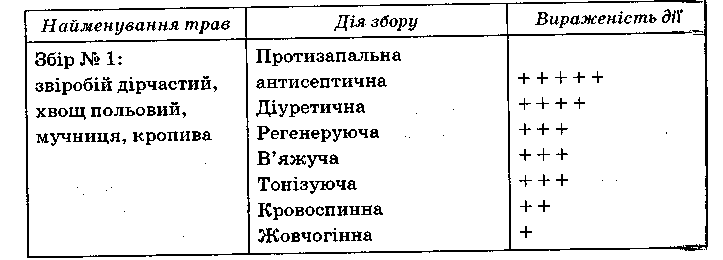 Найменування трав Дія збору Вираженість дії
Збір № 1: Протизапальна
звіробій дірчастий, антисептична + + + + +
хвощ польовий, Діуретична + + + +
мучниця, кропива Регенеруюча + + +
В’яжуча + + +
Тонізуюча + + +
Кровоспинна + +
Жовчогінна +